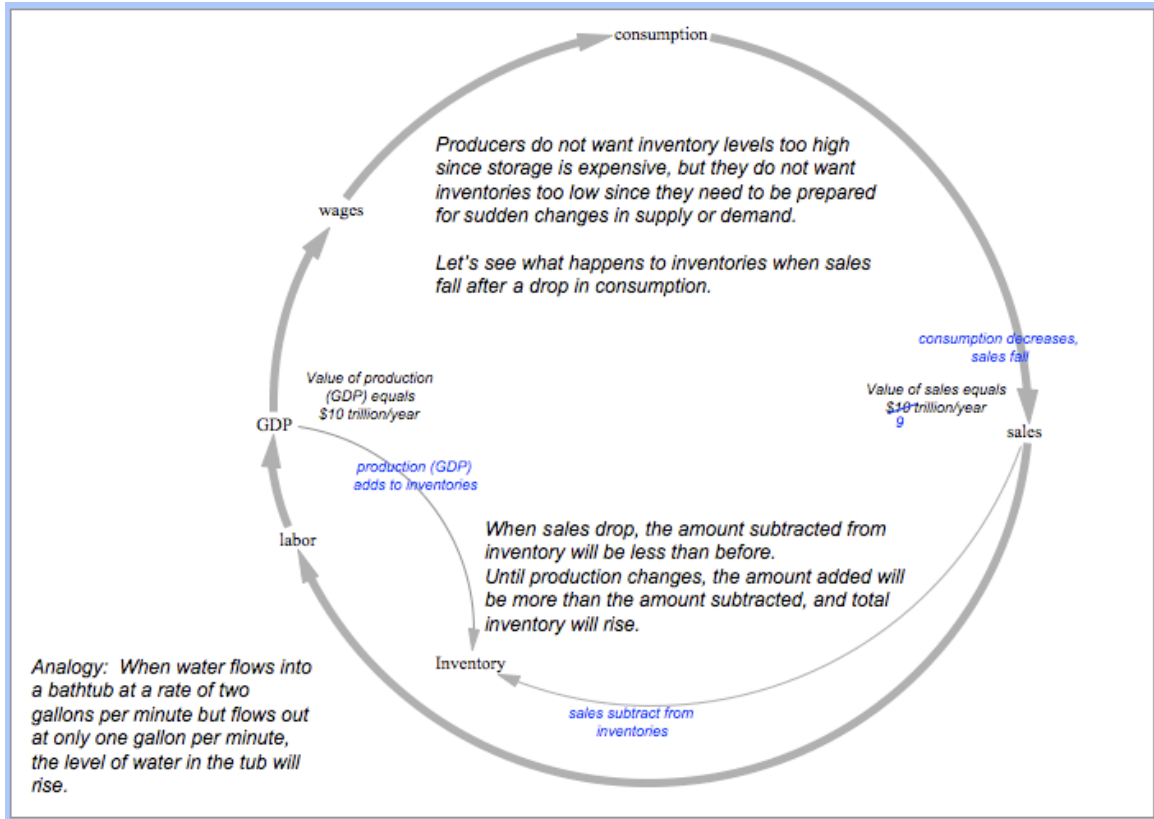 consumption
Producers do not want inventory levels too high
since storage is expensive, but they do not want
inventories too low since they need to be prepared
for sudden changes in supply or demand.
Let's see what happens to inventories when sales
fall after a drop in consumption.
wages
consumption decreases,
sales fall
Value of production
(GDP) equals
$10 trillion/year
Value of sales equals
$10 trillion/year
9
GDP
sales
production (GDP)
adds to inventories
When sales drop, the amount subtracted from
inventory will be less than before.
Until production changes, the amount added will
be more than the amount subtracted, and total
inventory will rise.
labor
Inventory
Analogy:  When water flows into
a bathtub at a rate of two
gallons per minute but flows out
at only one gallon per minute,
the level of water in the tub will
rise.
sales subtract from
inventories